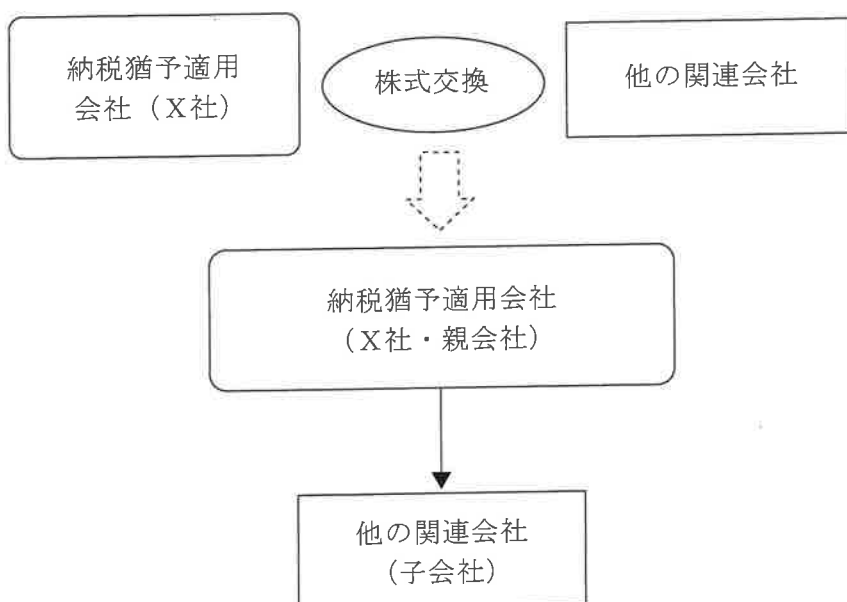 納税猶予適用
会社（X社）
株式交換
他の関連会社
納税猶予適用会社
（X社・親会社）
他の関連会社
（子会社）